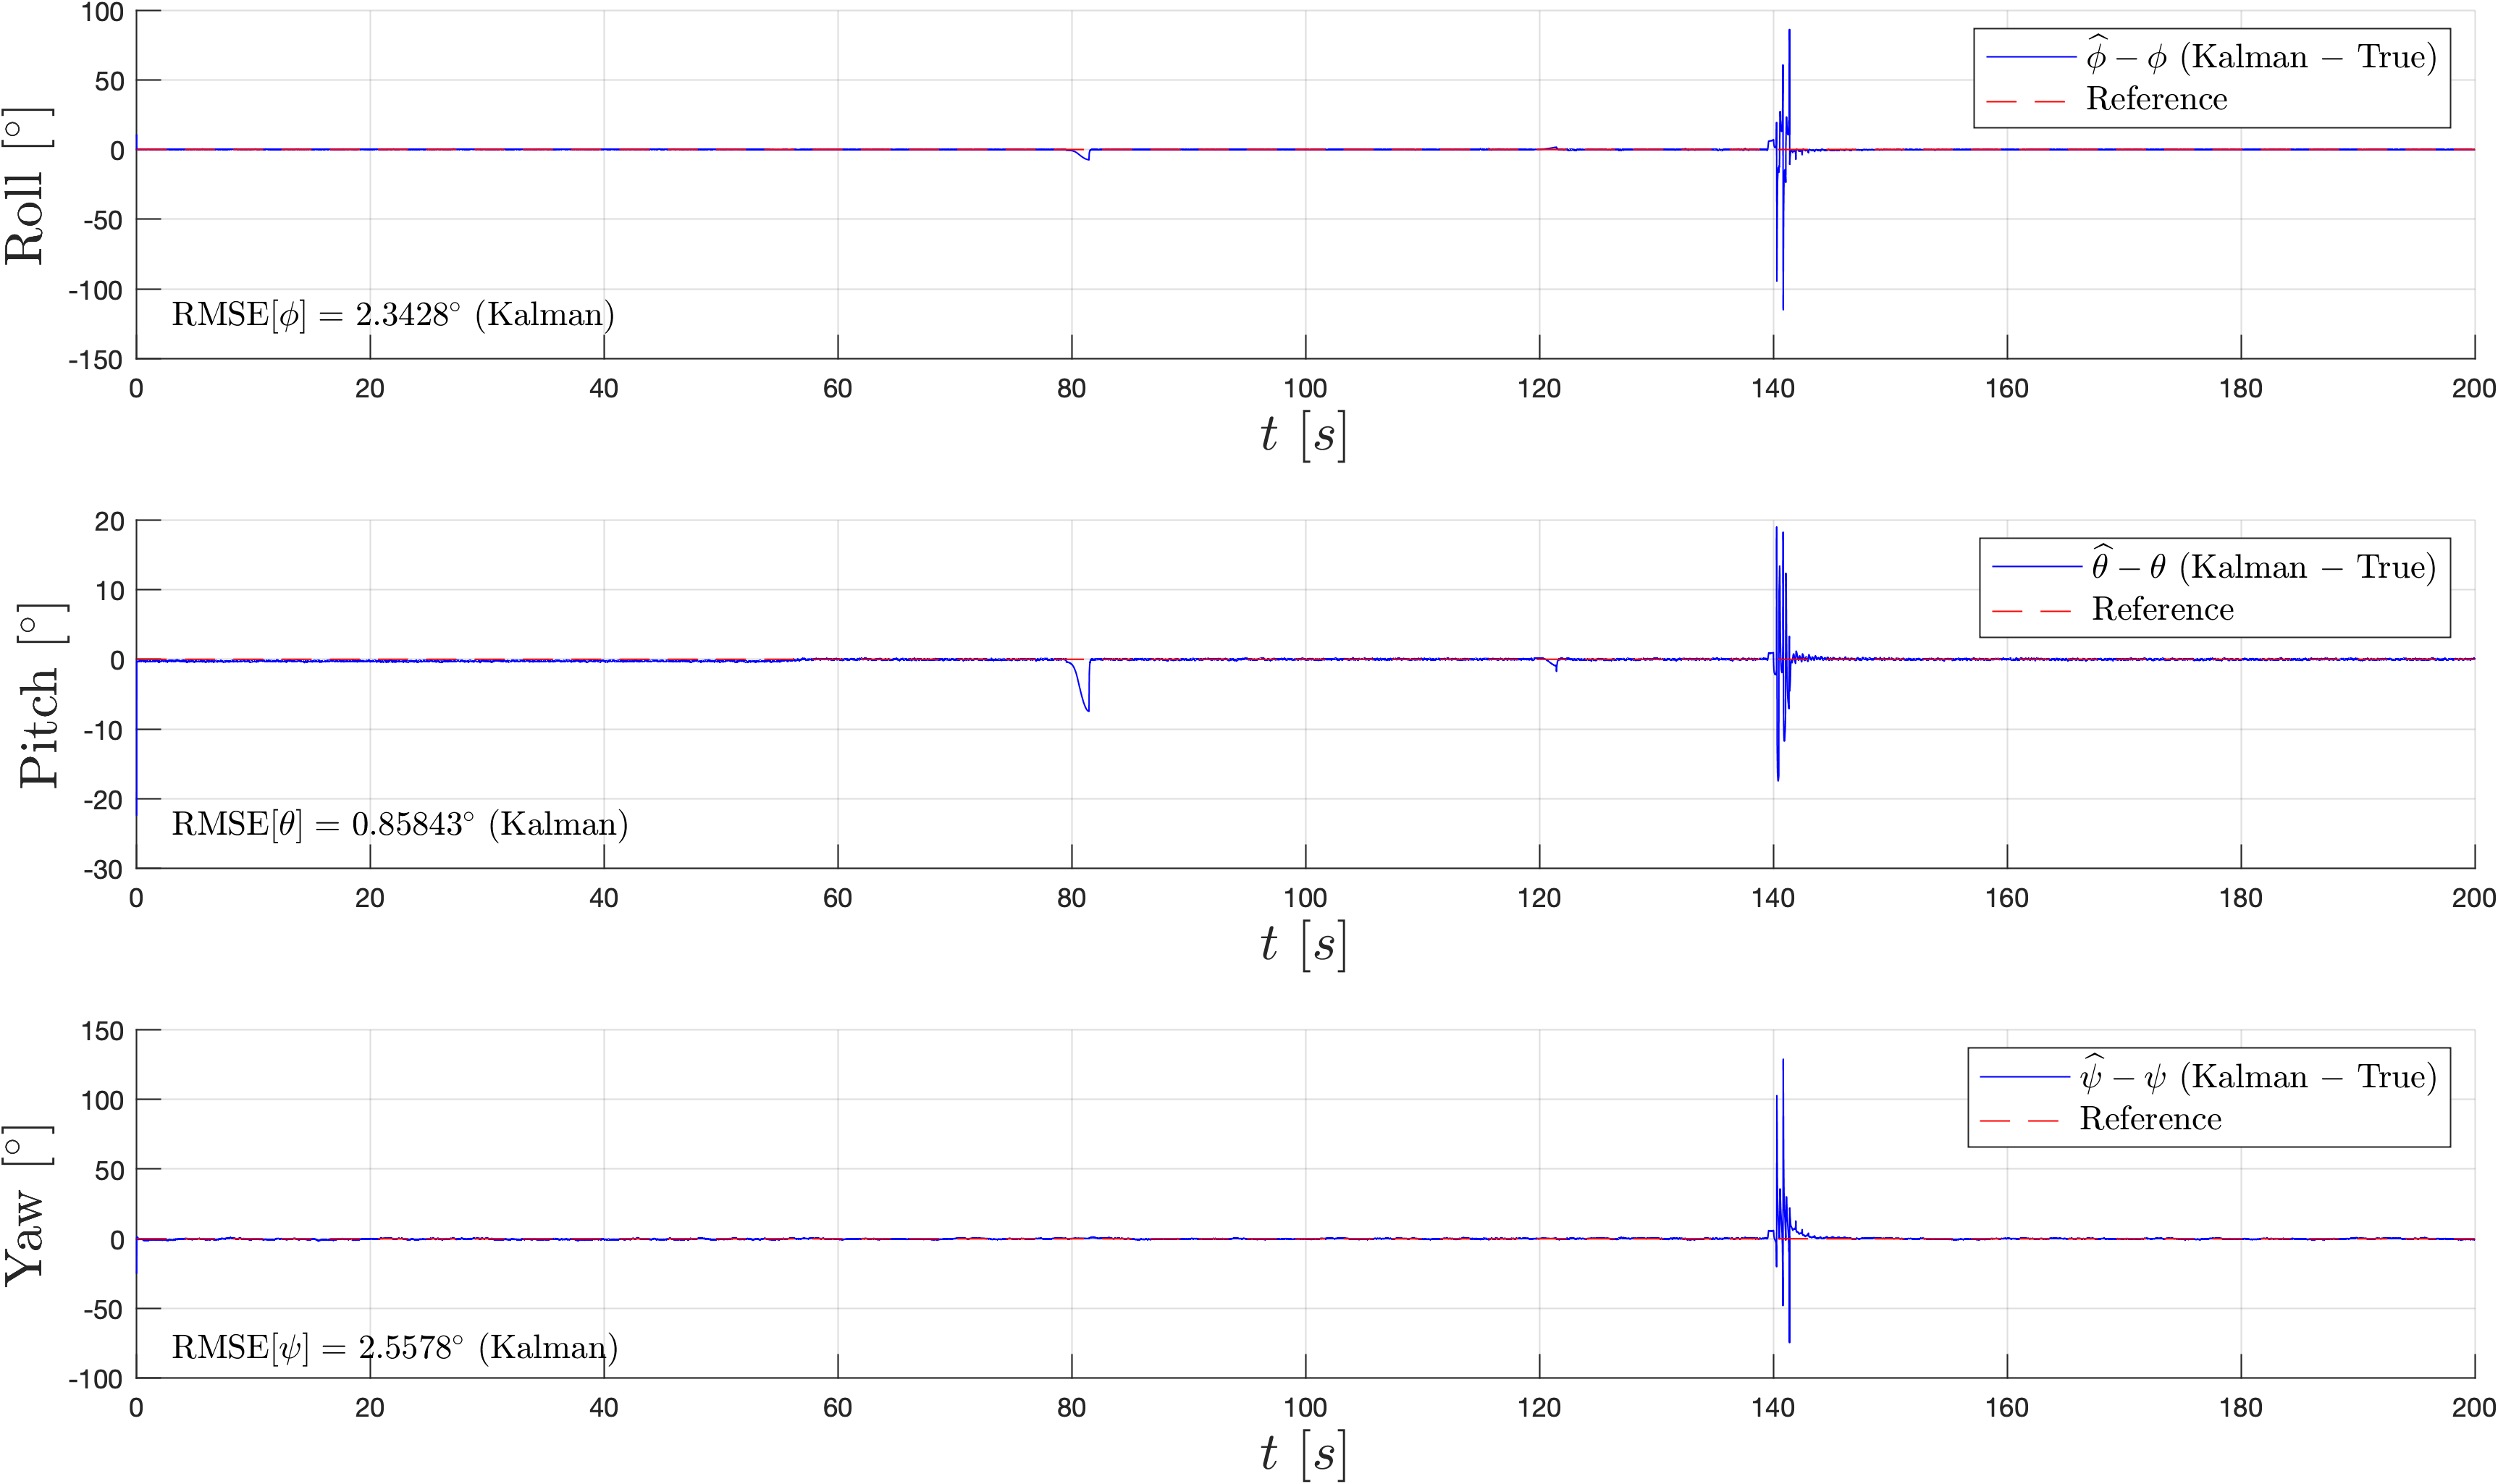 100
50
0
-50
-100
-150
Roll [°]
ϕ̂ − ϕ (Kalman − True)
Reference
RMSE[ϕ] = 2.3428° (Kalman)
0 20 40 60 80 100 120 140 160 180 200
t [s]
20
10
0
-10
-20
-30
Pitch [°]
θ̂ − θ (Kalman − True)
Reference
RMSE[θ] = 0.85843° (Kalman)
0 20 40 60 80 100 120 140 160 180 200
t [s]
150
100
50
0
-50
-100
Yaw [°]
ψ̂ − ψ (Kalman − True)
Reference
RMSE[ψ] = 2.5578° (Kalman)
0 20 40 60 80 100 120 140 160 180 200
t [s]